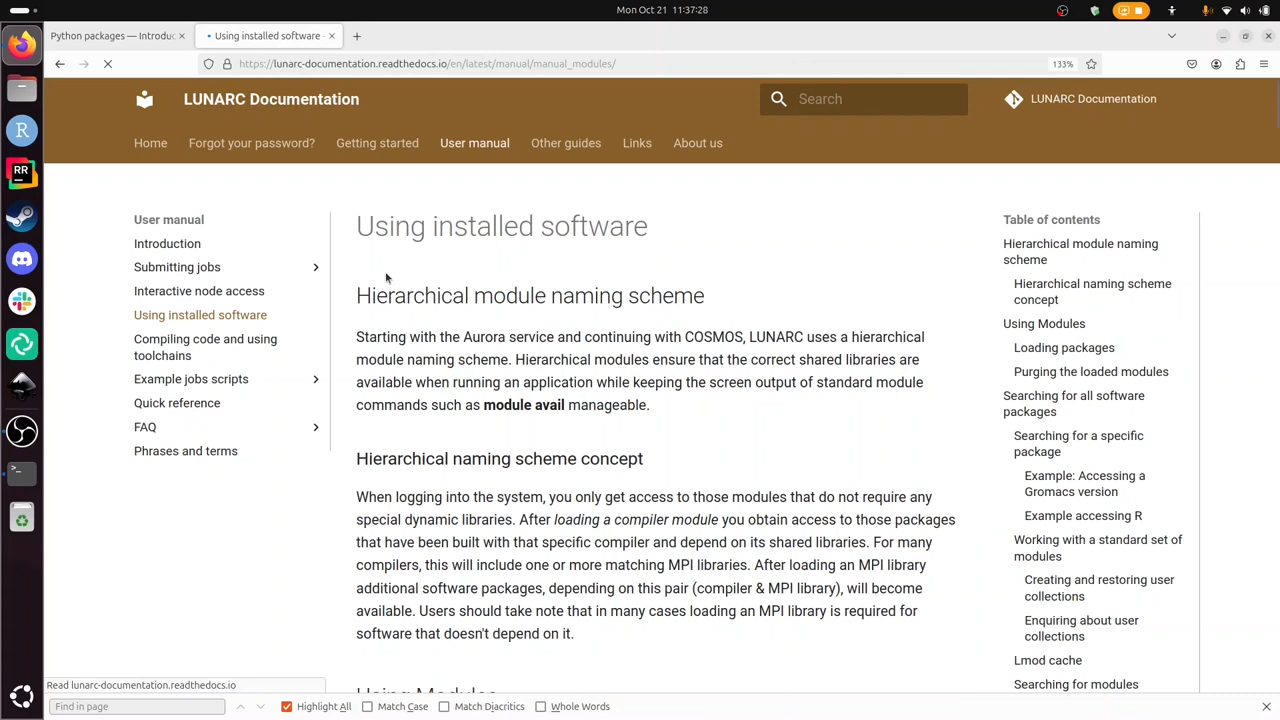 Mon Oct 21 11:37:28
Python packages — Introduc
Using installed software
https://lunarc-documentation.readthedocs.io/en/latest/manual/manual_modules/
133%
LUNARC Documentation
Search
LUNARC Documentation
Home
Forgot your password?
Getting started
User manual
Other guides
Links
About us
User manual
Introduction
Submitting jobs
Interactive node access
Using installed software
Compiling code and using
toolchains
Example jobs scripts
Quick reference
FAQ
Phrases and terms
Using installed software
Hierarchical module naming scheme
Starting with the Aurora service and continuing with COSMOS, LUNARC uses a hierarchical
module naming scheme. Hierarchical modules ensure that the correct shared libraries are
available when running an application while keeping the screen output of standard module
commands such as module avail manageable.
Hierarchical naming scheme concept
When logging into the system, you only get access to those modules that do not require any
special dynamic libraries. After loading a compiler module you obtain access to those packages
that have been built with that specific compiler and depend on its shared libraries. For many
compilers, this will include one or more matching MPI libraries. After loading an MPI library
additional software packages, depending on this pair (compiler & MPI library), will become
available. Users should take note that in many cases loading an MPI library is required for
software that doesn't depend on it.
Using Modules
Table of contents
Hierarchical module naming
scheme
Hierarchical naming scheme
concept
Using Modules
Loading packages
Purging the loaded modules
Searching for all software
packages
Searching for a specific
package
Example: Accessing a
Gromacs version
Example accessing R
Working with a standard set of
modules
Creating and restoring user
collections
Enquiring about user
collections
Lmod cache
Searching for modules
Read lunarc-documentation.readthedocs.io
Find in page
Highlight All
Match Case
Match Diacritics
Whole Words
R
RR